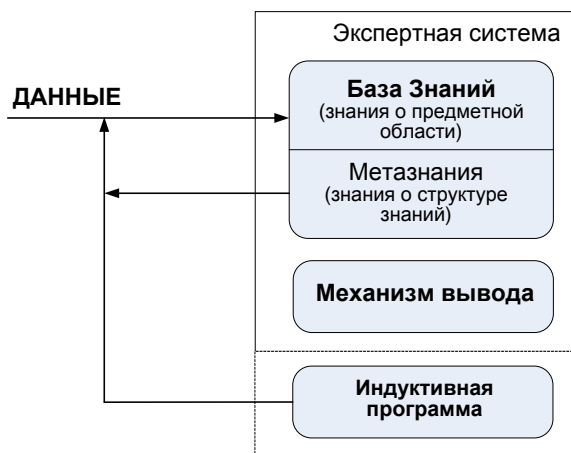 Экспертная система
ДАННЫЕ
База Знаний
(знания о предметной
области)
Метазнания
(знания о структуре
знаний)
Механизм вывода
Индуктивная
программа